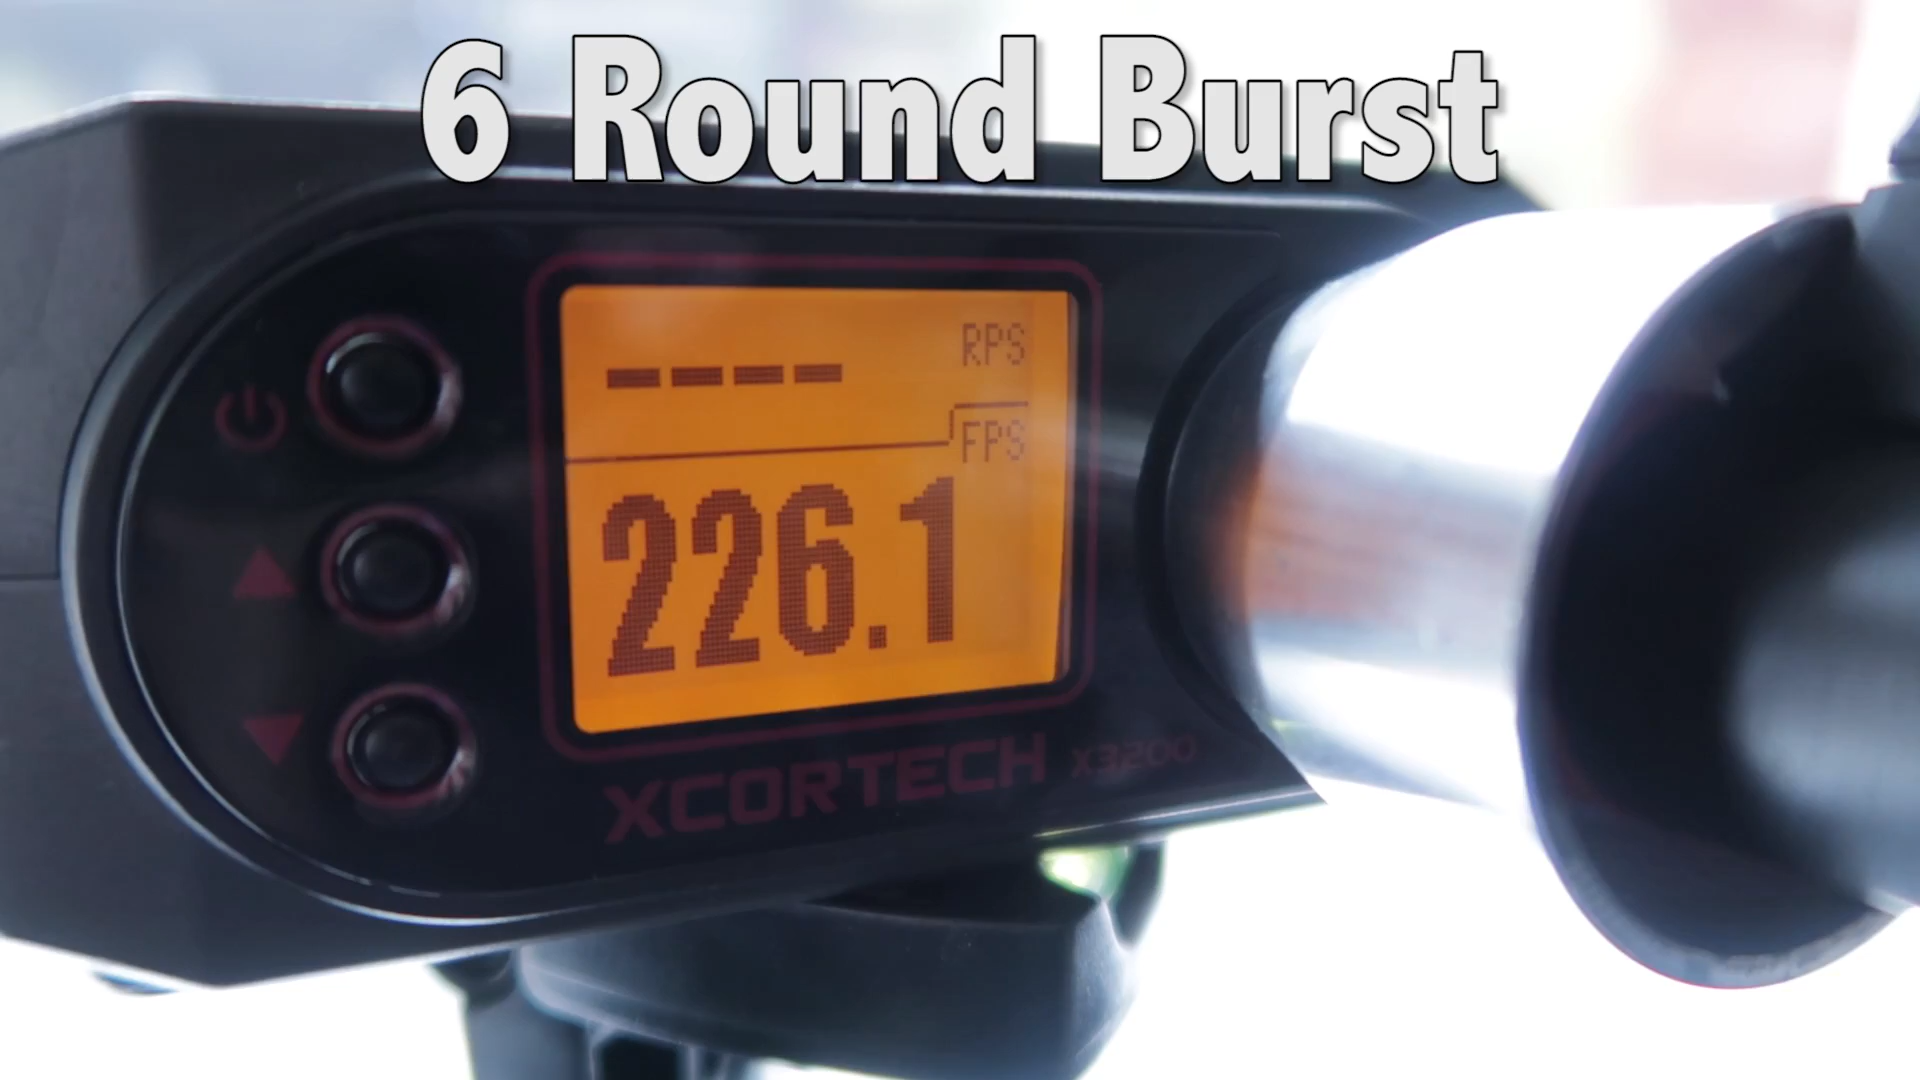 6 Round Burst
---- RPS
FPS
226.1
XCORTECH X3200